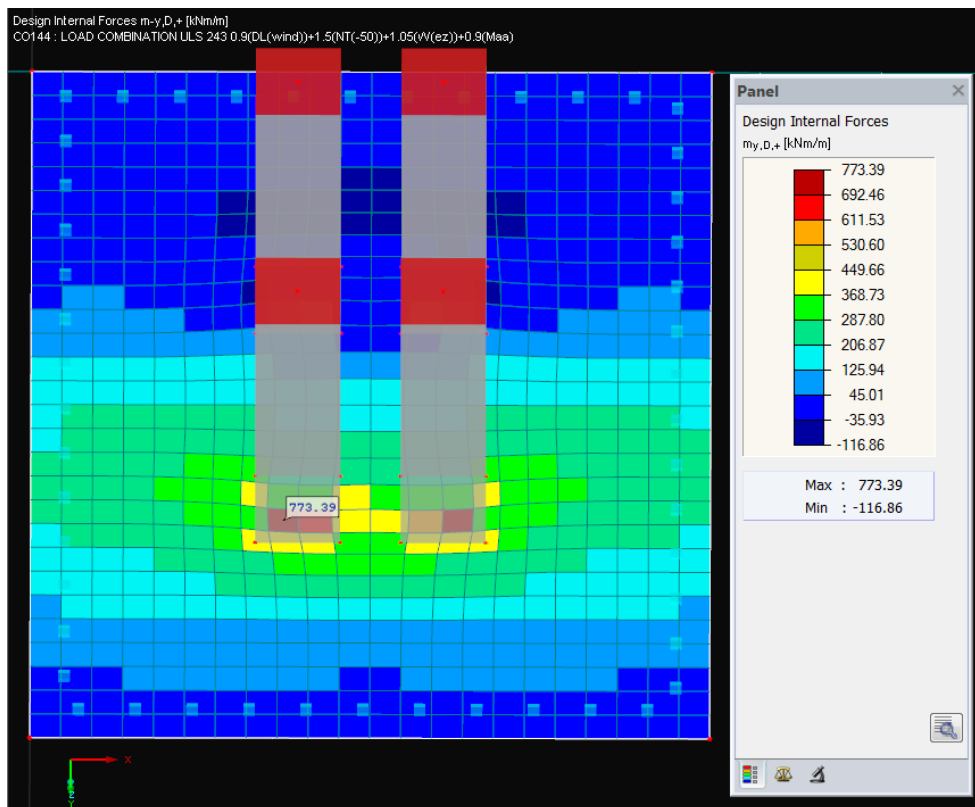 Design Internal Forces m-y,D,+ [kNm/m]
CO144 : LOAD COMBINATION ULS 243 0.9(DL(wind))+1.5(NT(-50))+1.05(W(ez))+0.9(Maa)
Panel
Design Internal Forces
my,D,+ [kNm/m]
773.39
692.46
611.53
530.60
449.66
368.73
287.80
206.87
125.94
45.01
-35.93
-116.86
Max : 773.39
Min : -116.86
773.39
X
Z
Y